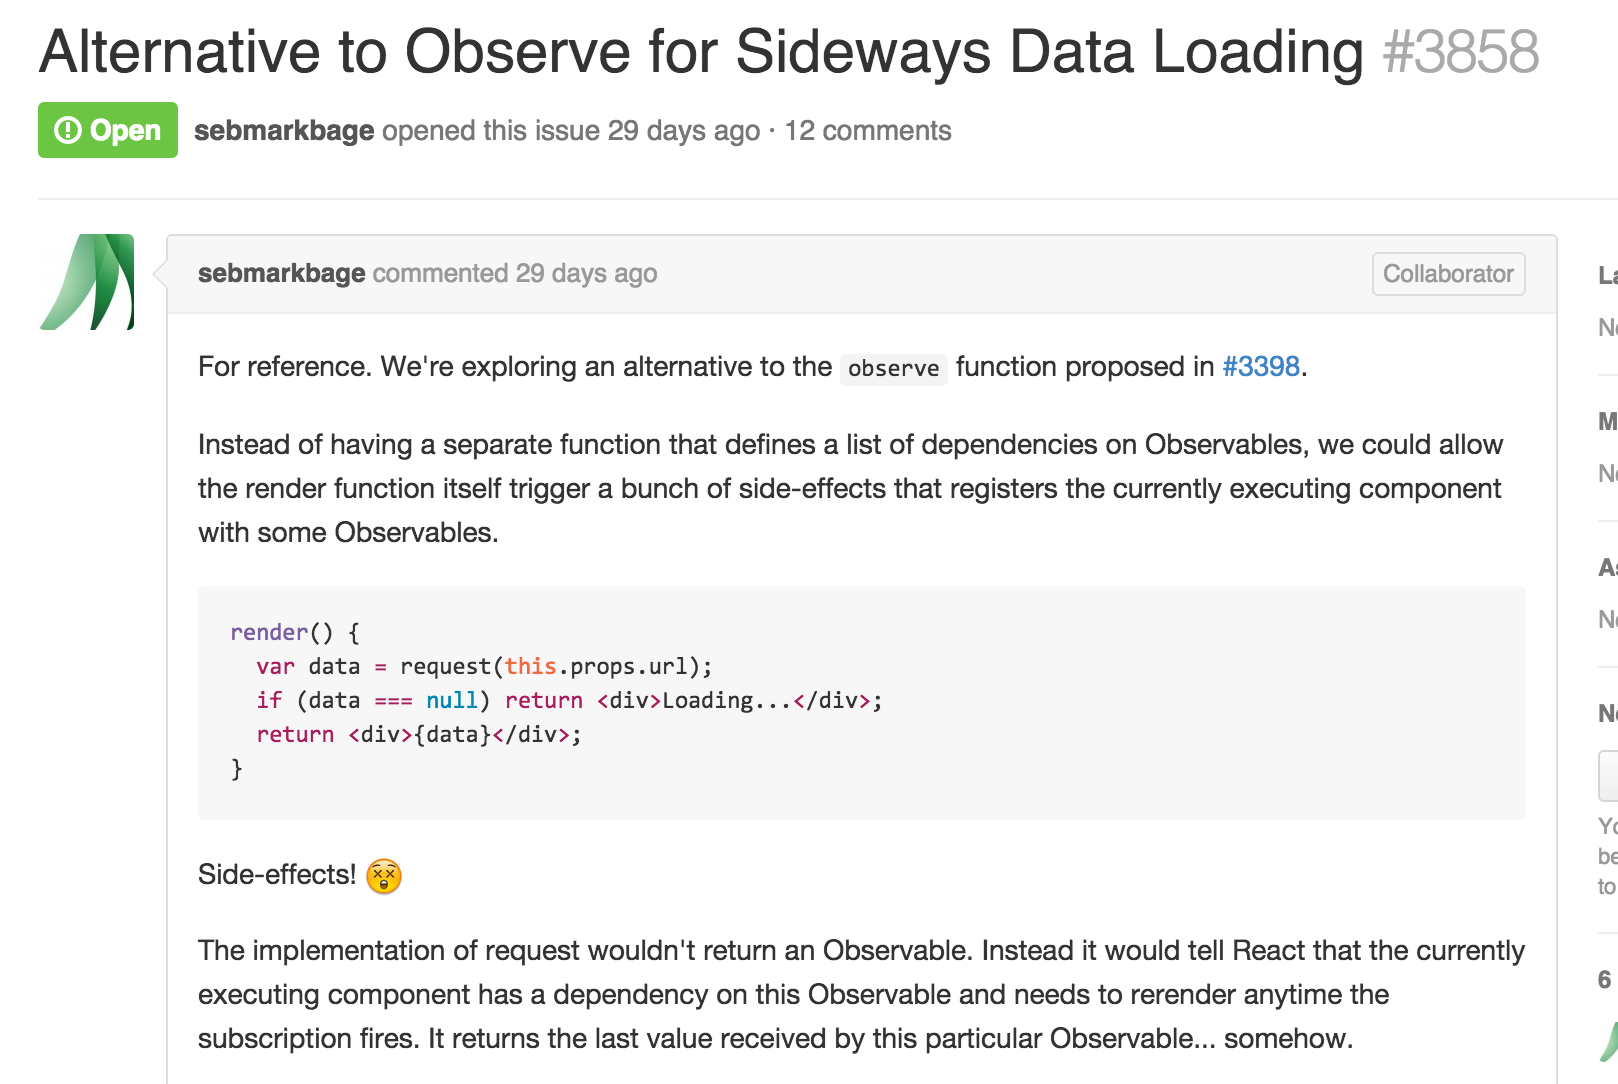 Alternative to Observe for Sideways Data Loading #3858
Open sebmarkbage opened this issue 29 days ago · 12 comments
sebmarkbage commented 29 days ago Collaborator
For reference. We're exploring an alternative to the observe function proposed in #3398.
Instead of having a separate function that defines a list of dependencies on Observables, we could allow
the render function itself trigger a bunch of side-effects that registers the currently executing component
with some Observables.
render() {
  var data = request(this.props.url);
  if (data === null) return <div>Loading...</div>;
  return <div>{data}</div>;
}
Side-effects! 😲
The implementation of request wouldn't return an Observable. Instead it would tell React that the currently
executing component has a dependency on this Observable and needs to rerender anytime the
subscription fires. It returns the last value received by this particular Observable... somehow.
be
to
6